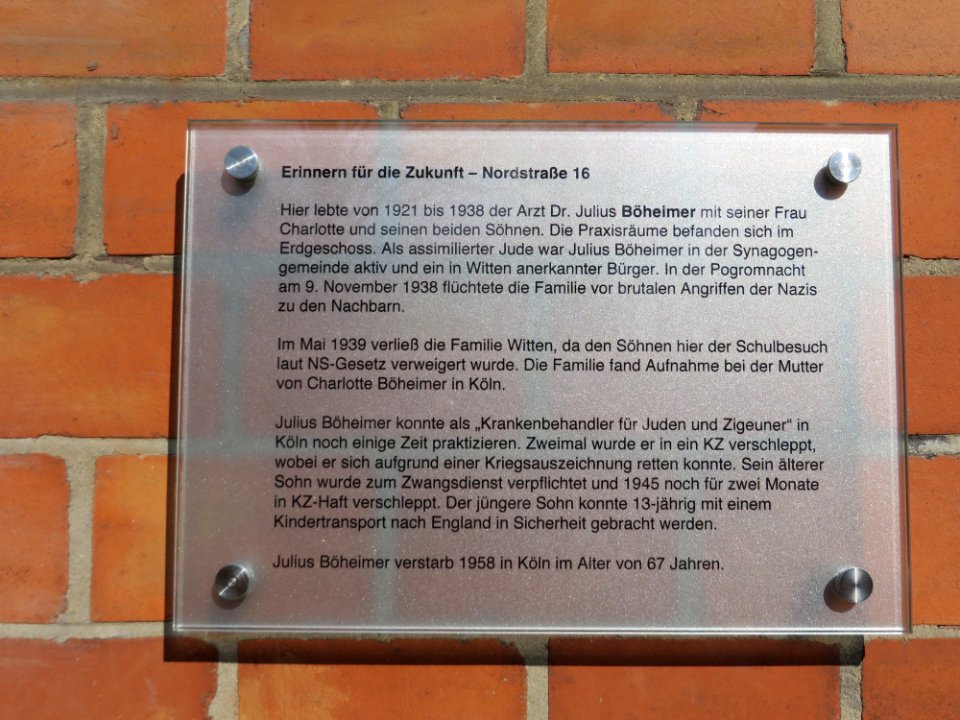 Erinnern für die Zukunft – Nordstraße 16
Hier lebte von 1921 bis 1938 der Arzt Dr. Julius Böheimer mit seiner Frau
Charlotte und seinen beiden Söhnen. Die Praxisräume befanden sich im
Erdgeschoss. Als assimilierter Jude war Julius Böheimer in der Synagogen-
gemeinde aktiv und ein in Witten anerkannter Bürger. In der Pogromnacht
am 9. November 1938 flüchtete die Familie vor brutalen Angriffen der Nazis
zu den Nachbarn.
Im Mai 1939 verließ die Familie Witten, da den Söhnen hier der Schulbesuch
laut NS-Gesetz verweigert wurde. Die Familie fand Aufnahme bei der Mutter
von Charlotte Böheimer in Köln.
Julius Böheimer konnte als „Krankenbehandler für Juden und Zigeuner“ in
Köln noch einige Zeit praktizieren. Zweimal wurde er in ein KZ verschleppt,
wobei er sich aufgrund einer Kriegsauszeichnung retten konnte. Sein älterer
Sohn wurde zum Zwangsdienst verpflichtet und 1945 noch für zwei Monate
in KZ-Haft verschleppt. Der jüngere Sohn konnte 13-jährig mit einem
Kindertransport nach England in Sicherheit gebracht werden.
Julius Böheimer verstarb 1958 in Köln im Alter von 67 Jahren.